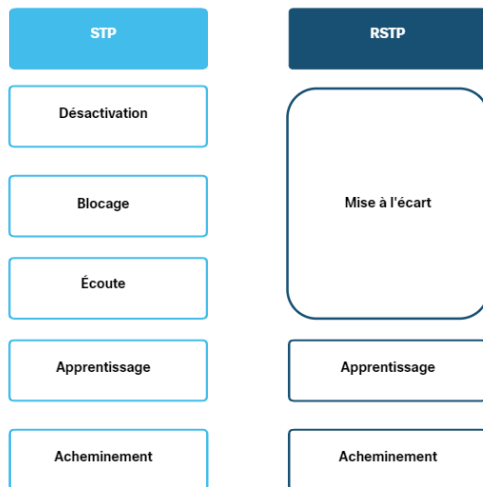 STP
RSTP
Désactivation
Blocage
Mise à l'écart
Écoute
Apprentissage
Apprentissage
Acheminement
Acheminement